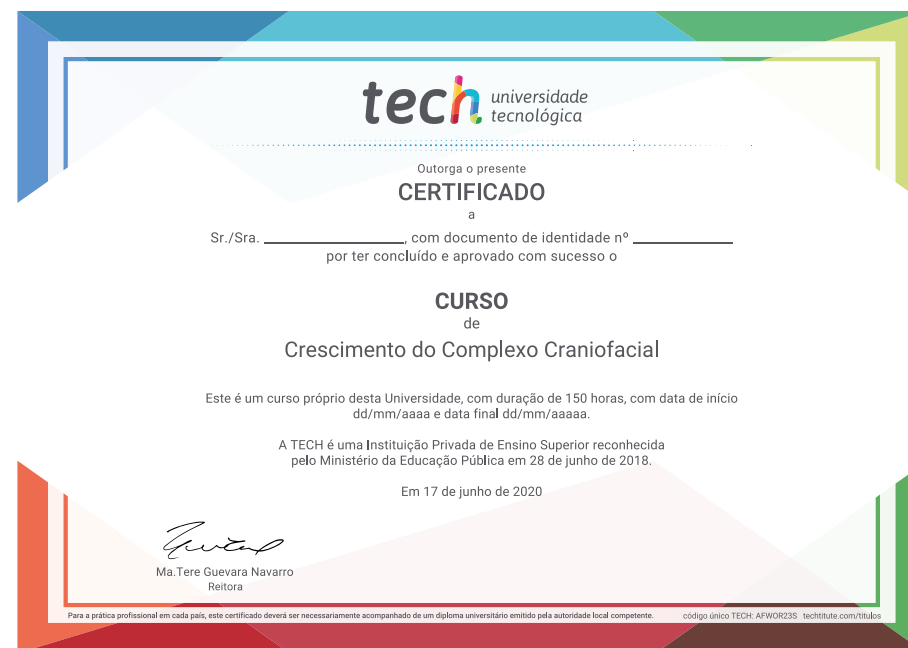 tech universidade
tecnológica
Outorga o presente
CERTIFICADO
a
Sr./Sra. ____________, com documento de identidade nº ____________
por ter concluído e aprovado com sucesso o
CURSO
de
Crescimento do Complexo Craniofacial
Este é um curso próprio desta Universidade, com duração de 150 horas, com data de início
dd/mm/aaaa e data final dd/mm/aaaaa.
A TECH é uma Instituição Privada de Ensino Superior reconhecida
pelo Ministério da Educação Pública em 28 de junho de 2018.
Em 17 de junho de 2020
Ma.Tere Guevara Navarro
Reitora
Para a prática profissional em cada país, este certificado deverá ser necessariamente acompanhado de um diploma universitário emitido pela autoridade local competente. código único TECH: AFWOR23S techtitute.com/titulos